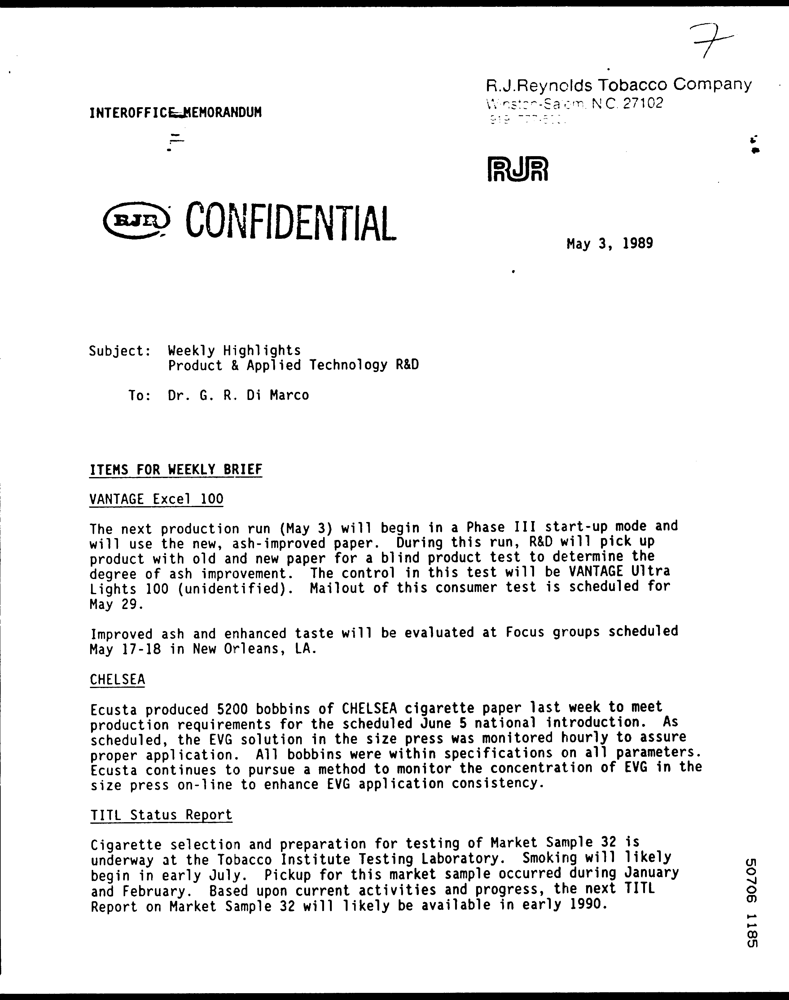 7
R.J.Reynolds Tobacco Company
Winston-Salem, N.C. 27102
INTEROFFICE MEMORANDUM
RJR
RJR CONFIDENTIAL
May 3, 1989
Subject: Weekly Highlights
Product & Applied Technology R&D
To: Dr. G. R. Di Marco
ITEMS FOR WEEKLY BRIEF
VANTAGE Excel 100
The next production run (May 3) will begin in a Phase III start-up mode and
will use the new, ash-improved paper. During this run, R&D will pick up
product with old and new paper for a blind product test to determine the
degree of ash improvement. The control in this test will be VANTAGE Ultra
Lights 100 (unidentified). Mailout of this consumer test is scheduled for
May 29.
Improved ash and enhanced taste will be evaluated at Focus groups scheduled
May 17-18 in New Orleans, LA.
CHELSEA
Ecusta produced 5200 bobbins of CHELSEA cigarette paper last week to meet
production requirements for the scheduled June 5 national introduction. As
scheduled, the EVG solution in the size press was monitored hourly to assure
proper application. All bobbins were within specifications on all parameters.
Ecusta continues to pursue a method to monitor the concentration of EVG in the
size press on-line to enhance EVG application consistency.
TITL Status Report
Cigarette selection and preparation for testing of Market Sample 32 is
underway at the Tobacco Institute Testing Laboratory. Smoking will likely
begin in early July. Pickup for this market sample occurred during January
and February. Based upon current activities and progress, the next TITL
Report on Market Sample 32 will likely be available in early 1990.
50706 1185